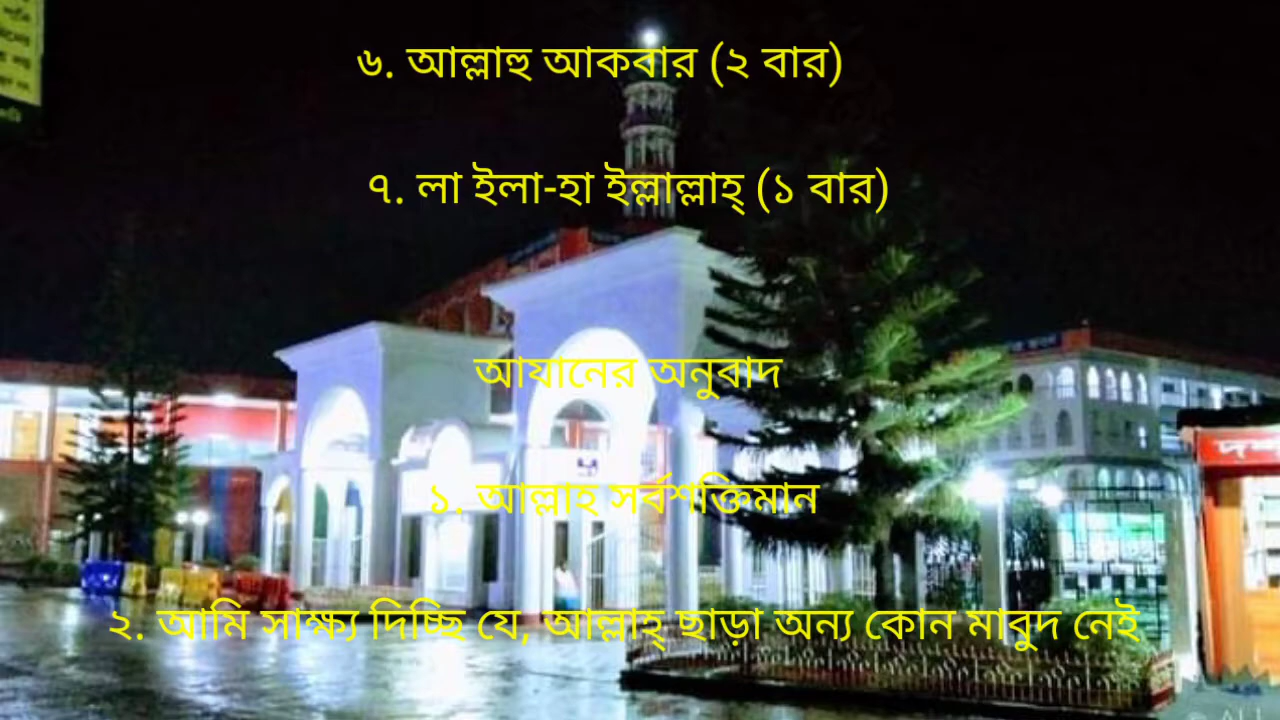 ৬. আল্লাহু আকবার (২ বার)
৭. লা ইলা-হা ইল্লাল্লাহ্ (১ বার)
আযানের অনুবাদ
১. আল্লাহ সর্বশক্তিমান
২. আমি সাক্ষ্য দিচ্ছি যে, আল্লাহ্ ছাড়া অন্য কোন মাবুদ নেই